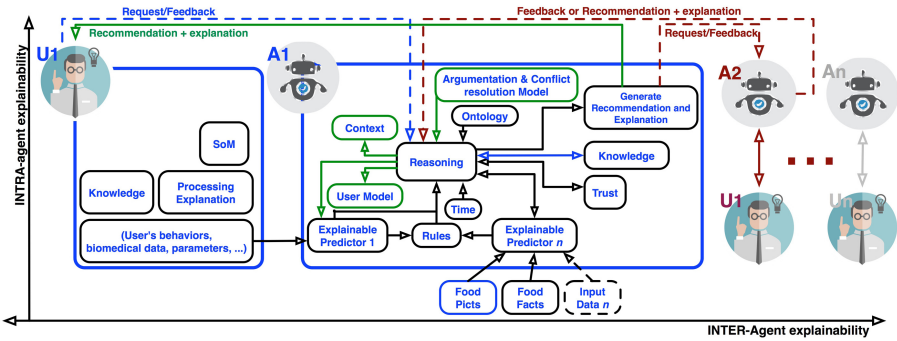 Request/Feedback
Feedback or Recommendation + explanation
U1
Recommendation + explanation
A1
Request/Feedback
A2
An
INTRA-agent explainability
Argumentation & Conflict
resolution Model
Generate
Recommendation and
Explanation
Ontology
Context
SoM
Reasoning
Knowledge
Knowledge
Processing
Explanation
User Model
Trust
Time
U1
Un
(User's behaviors,
biomedical data, parameters, ...)
Explainable
Predictor 1
Rules
Explainable
Predictor n
Food
Picts
Food
Facts
Input
Data n
INTER-Agent explainability